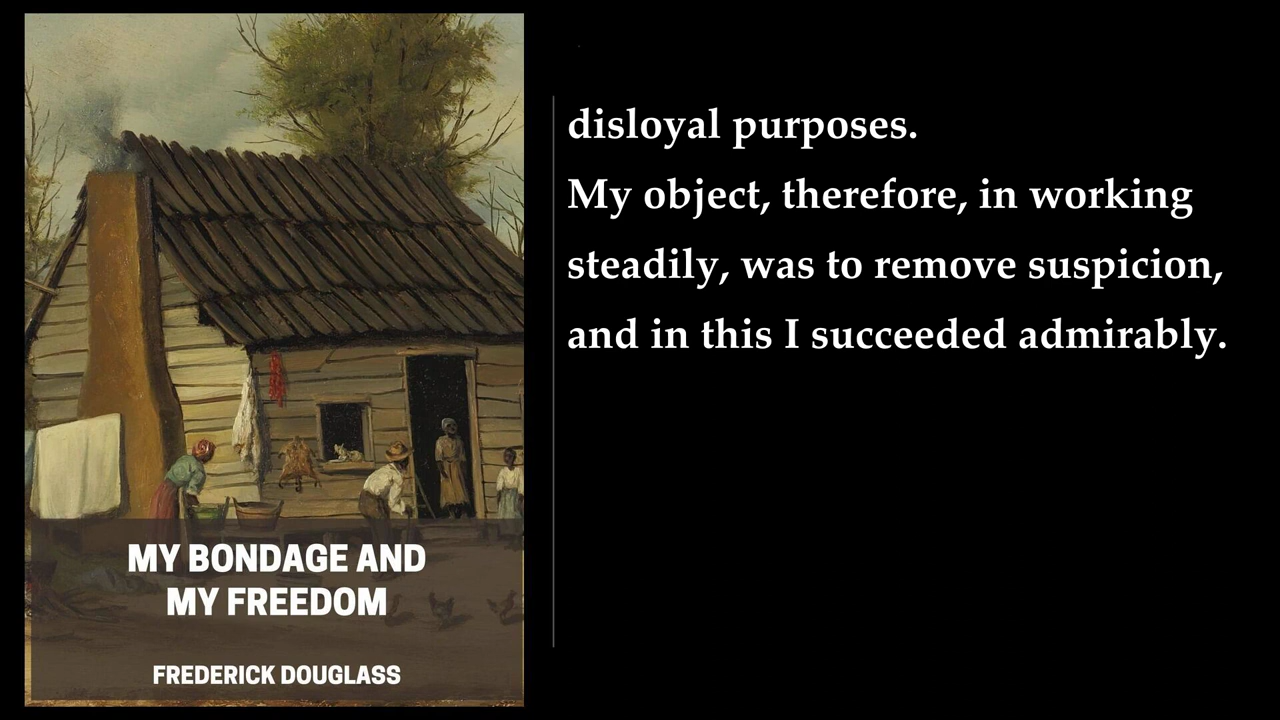 MY BONDAGE AND
MY FREEDOM
FREDERICK DOUGLASS
disloyal purposes.
My object, therefore, in working
steadily, was to remove suspicion,
and in this I succeeded admirably.